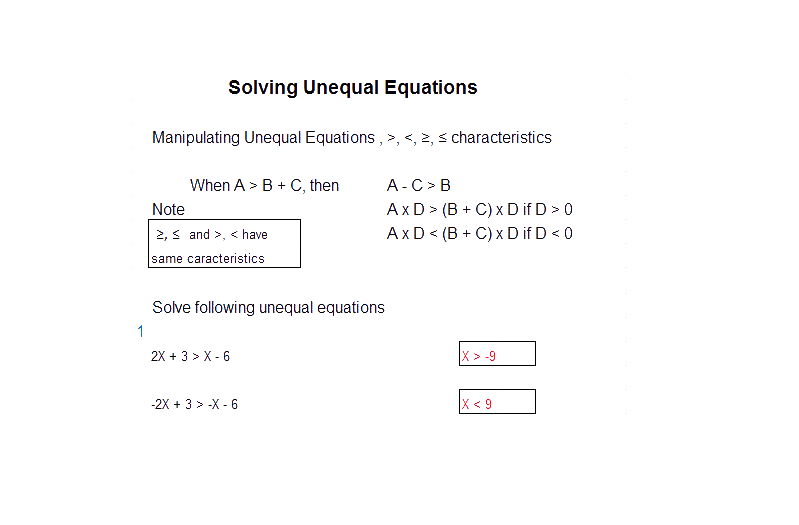 Solving Unequal Equations
Manipulating Unequal Equations , >, <, ≥, ≤ characteristics
When A > B + C, then A - C > B
Note A x D > (B + C) x D if D > 0
≥, ≤ and >, < have A x D < (B + C) x D if D < 0
same caracteristics
Solve following unequal equations
1
2X + 3 > X - 6 X > -9
-2X + 3 > -X - 6 X < 9